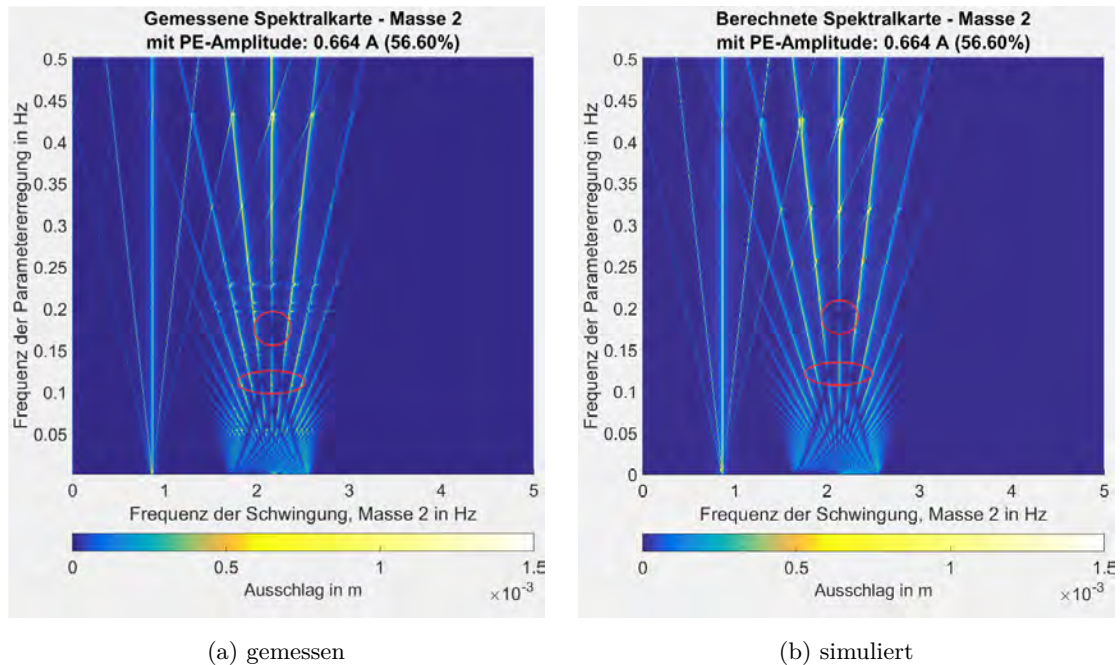 Gemessene Spektralkarte - Masse 2
mit PE-Amplitude: 0.664 A (56.60%)
Frequenz der Parametererregung in Hz
0.5
0.45
0.4
0.35
0.3
0.25
0.2
0.15
0.1
0.05
0 1 2 3 4 5
Frequenz der Schwingung, Masse 2 in Hz
0 0.5 1 1.5
Ausschlag in m ×10⁻³
(a) gemessen
Berechnete Spektralkarte - Masse 2
mit PE-Amplitude: 0.664 A (56.60%)
Frequenz der Parametererregung in Hz
0.5
0.45
0.4
0.35
0.3
0.25
0.2
0.15
0.1
0.05
0
0 1 2 3 4 5
Frequenz der Schwingung, Masse 2 in Hz
0 0.5 1 1.5
Ausschlag in m ×10⁻³
(b) simuliert